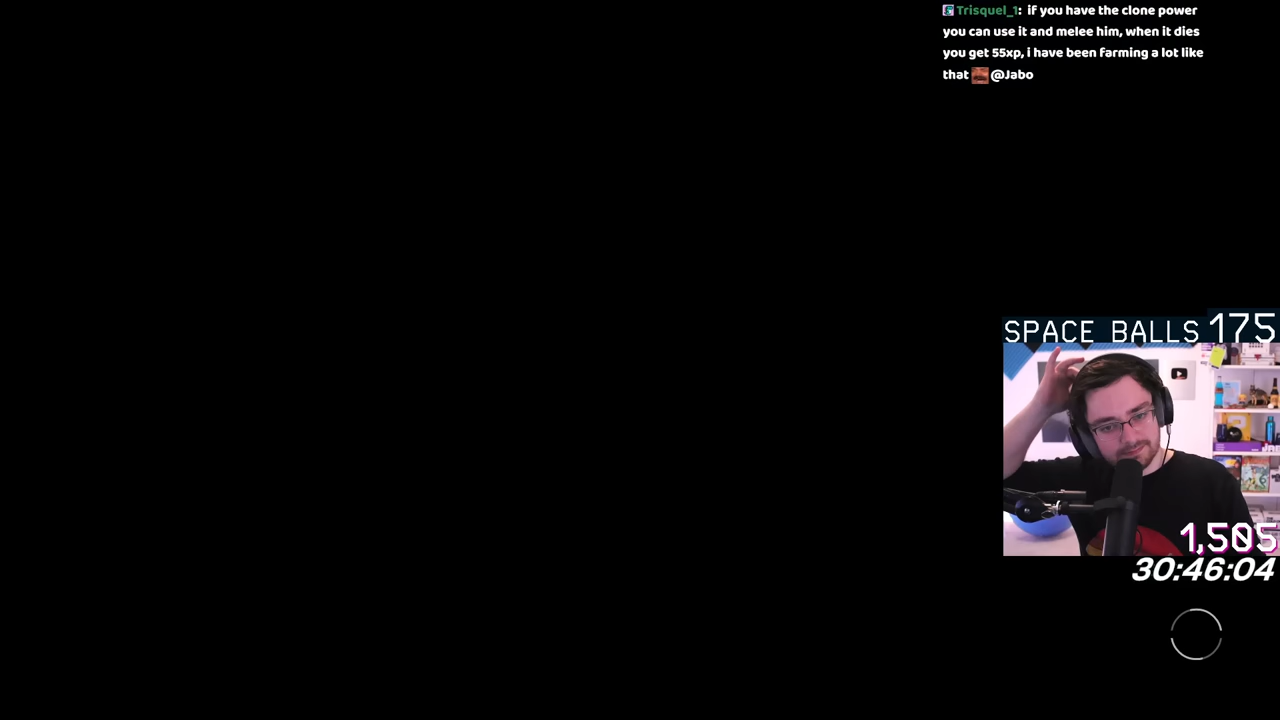 Trisquel_1: if you have the clone power
you can use it and melee him, when it dies
you get 55xp, i have been farming a lot like
that @Jabo
SPACE BALLS 175
1,505
30:46:04